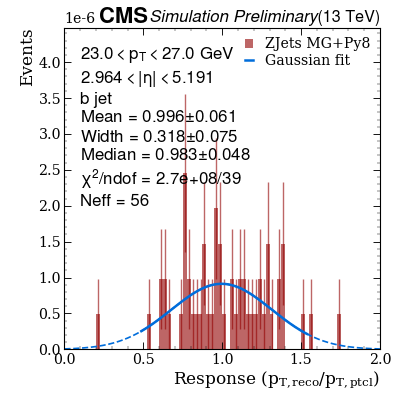 1e-6 CMS Simulation Preliminary (13 TeV)
Events
23.0 < p_T < 27.0 GeV
2.964 < |η| < 5.191
b jet
Mean = 0.996±0.061
Width = 0.318±0.075
Median = 0.983±0.048
χ²/ndof = 2.7e+08/39
Neff = 56
ZJets MG+Py8
Gaussian fit
4.0
3.5
3.0
2.5
2.0
1.5
1.0
0.5
0.0
0.0 0.5 1.0 1.5 2.0
Response (p_T,reco/p_T,ptcl)